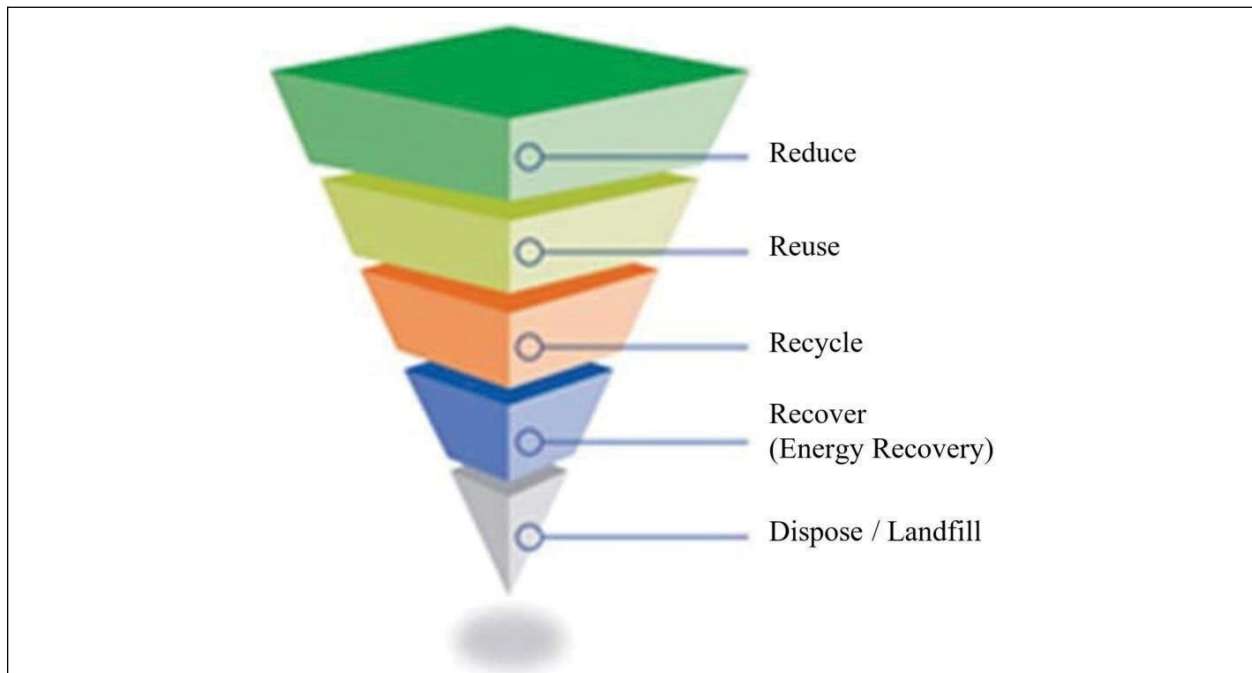 Reduce
Reuse
Recycle
Recover
(Energy Recovery)
Dispose / Landfill